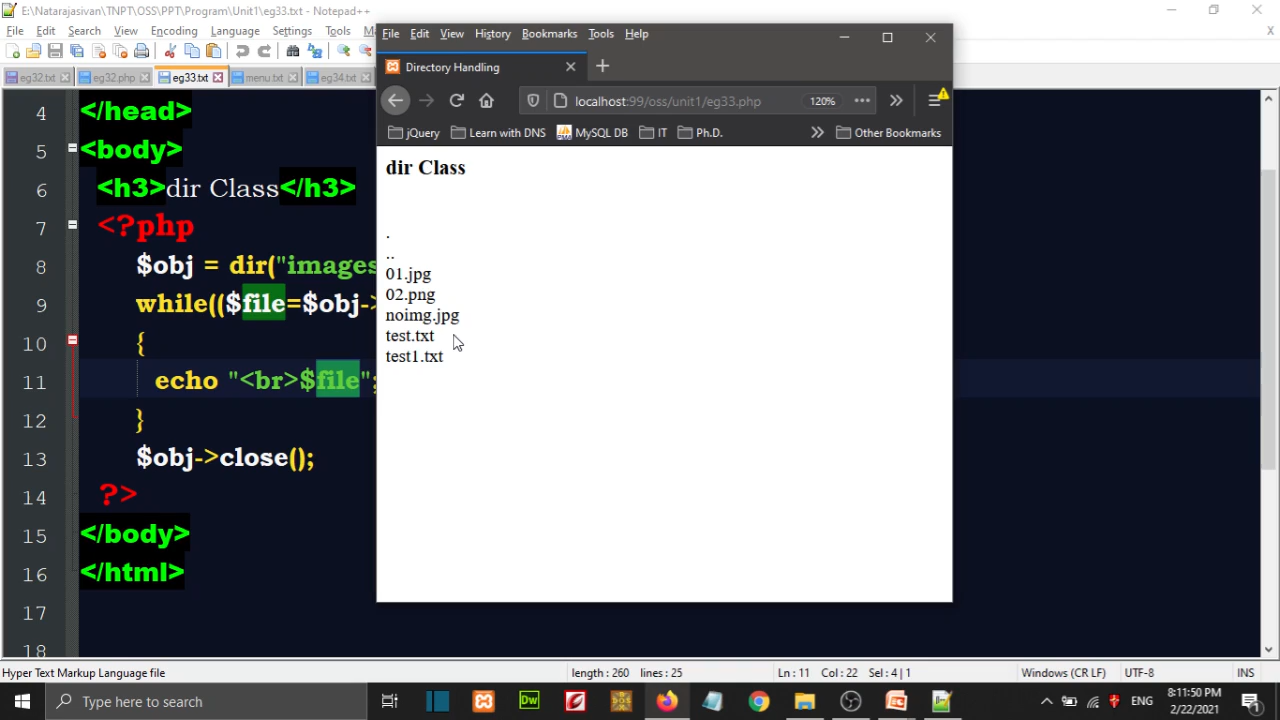 E:\Natarajasivan\TNPT\OSS\PPT\Program\Unit1\eg33.txt - Notepad++
File Edit Search View Encoding Language Settings Tools
eg32.txt eg32.php eg33.txt menu.txt eg34.txt
4 </head>
5 <body>
6 <h3>dir Class</h3>
7 <?php
8 $obj = dir("images
9 while(($file=$obj->
10 {
11 echo "<br>$file";
12 }
13 $obj->close();
14 ?>
15 </body>
16 </html>
17
18
File Edit View History Bookmarks Tools Help
Directory Handling
localhost:99/oss/unit1/eg33.php 120%
jQuery Learn with DNS MySQL DB IT Ph.D. Other Bookmarks
dir Class
.
..
01.jpg
02.png
noimg.jpg
test.txt
test1.txt
Hyper Text Markup Language file length : 260 lines : 25 Ln : 11 Col : 22 Sel : 4 | 1 Windows (CR LF) UTF-8 INS
Type here to search Dw ENG 8:11:50 PM
2/22/2021